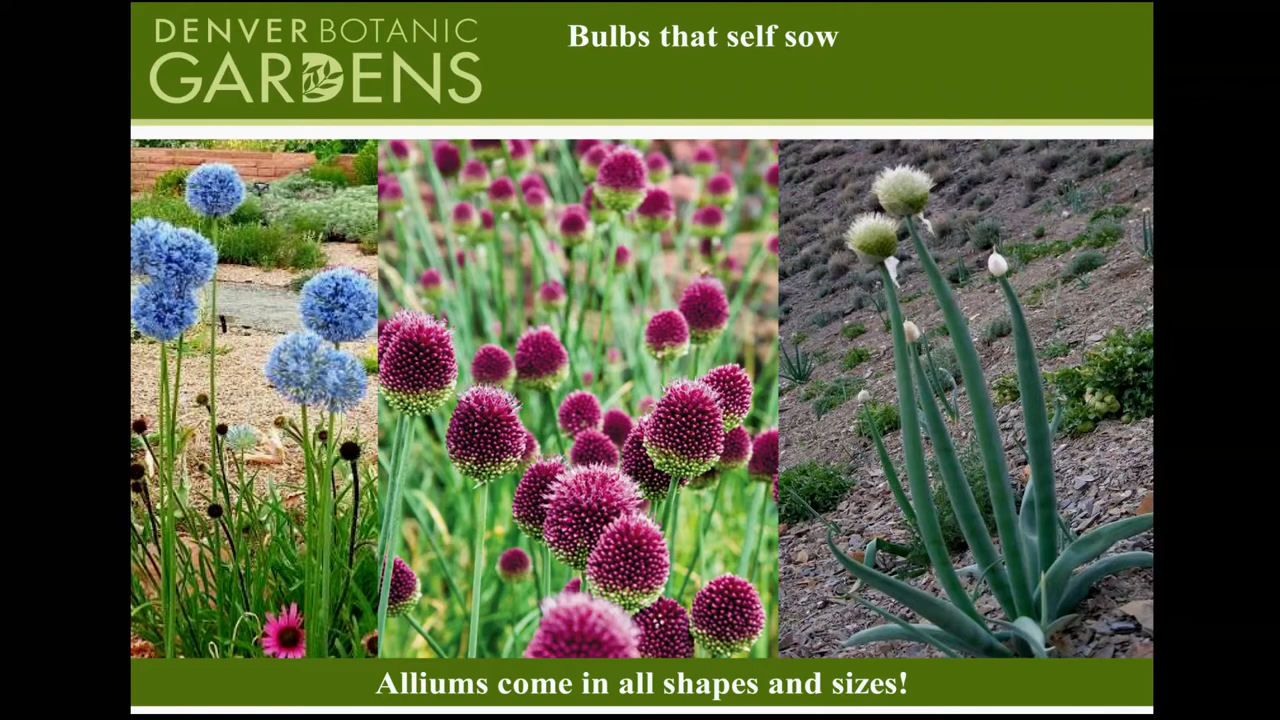 DENVER BOTANIC
GARDENS
Bulbs that self sow
Alliums come in all shapes and sizes!